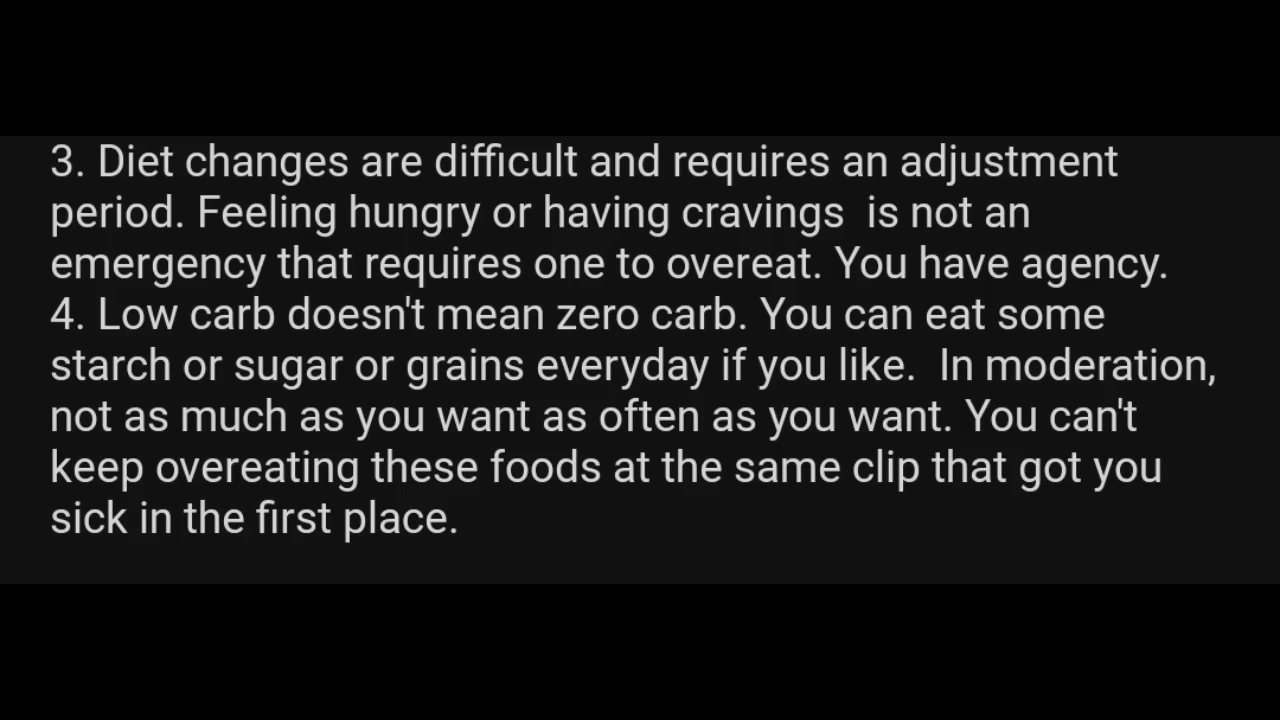 3. Diet changes are difficult and requires an adjustment
period. Feeling hungry or having cravings  is not an
emergency that requires one to overeat. You have agency.
4. Low carb doesn't mean zero carb. You can eat some
starch or sugar or grains everyday if you like.  In moderation,
not as much as you want as often as you want. You can't
keep overeating these foods at the same clip that got you
sick in the first place.